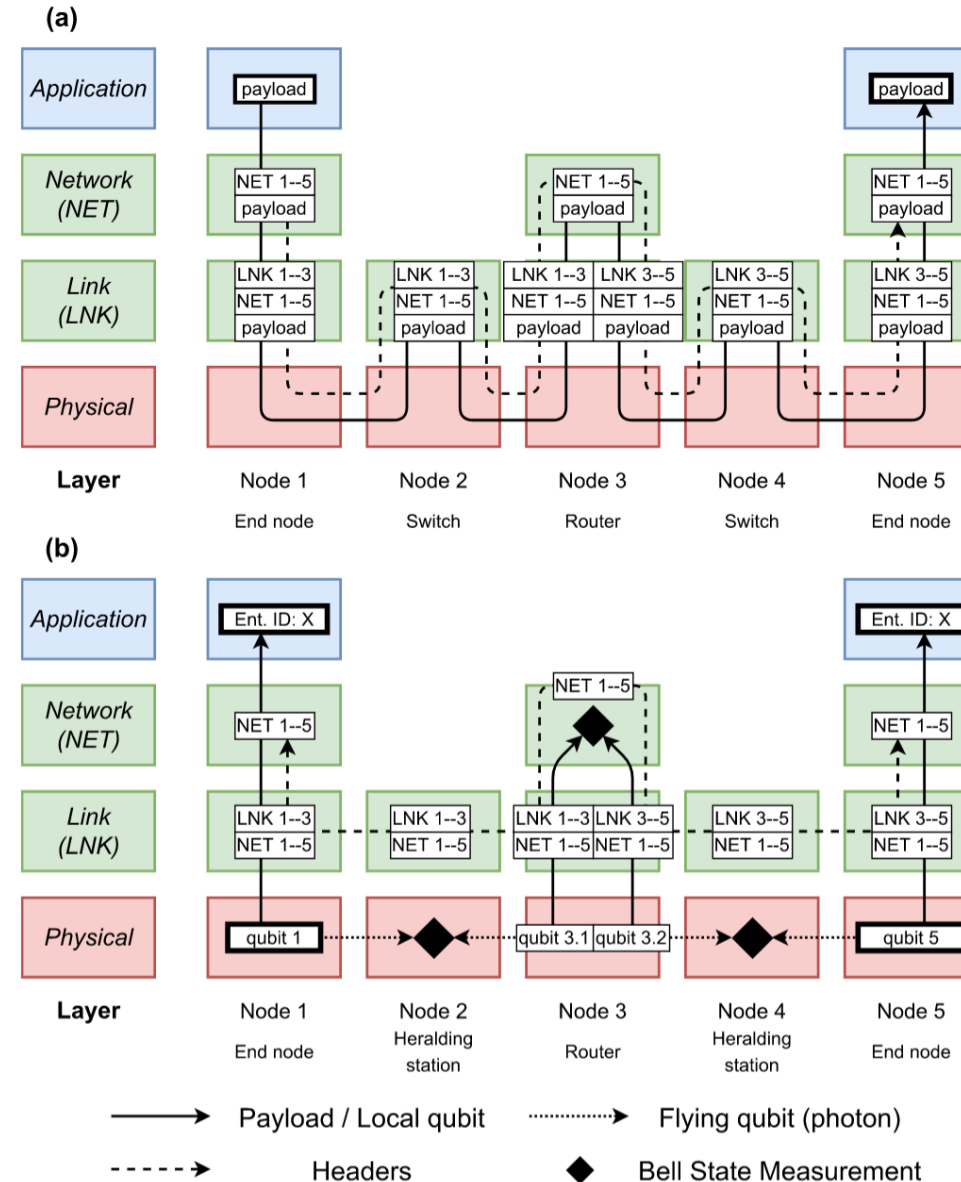 (a)
Application
payload
payload
Network
(NET)
NET 1--5
payload
NET 1--5
payload
NET 1--5
payload
Link
(LNK)
LNK 1--3
NET 1--5
payload
LNK 1--3
NET 1--5
payload
LNK 1--3
NET 1--5
payload
LNK 3--5
NET 1--5
payload
LNK 3--5
NET 1--5
payload
LNK 3--5
NET 1--5
payload
Physical
Layer
Node 1
End node
Node 2
Switch
Node 3
Router
Node 4
Switch
Node 5
End node
(b)
Application
Ent. ID: X
Ent. ID: X
Network
(NET)
NET 1--5
NET 1--5
NET 1--5
Link
(LNK)
LNK 1--3
NET 1--5
LNK 1--3
NET 1--5
LNK 1--3
NET 1--5
LNK 3--5
NET 1--5
LNK 3--5
NET 1--5
LNK 3--5
NET 1--5
Physical
qubit 1
qubit 3.1
qubit 3.2
qubit 5
Layer
Node 1
End node
Node 2
Heralding
station
Node 3
Router
Node 4
Heralding
station
Node 5
End node
Payload / Local qubit
Flying qubit (photon)
Headers
Bell State Measurement